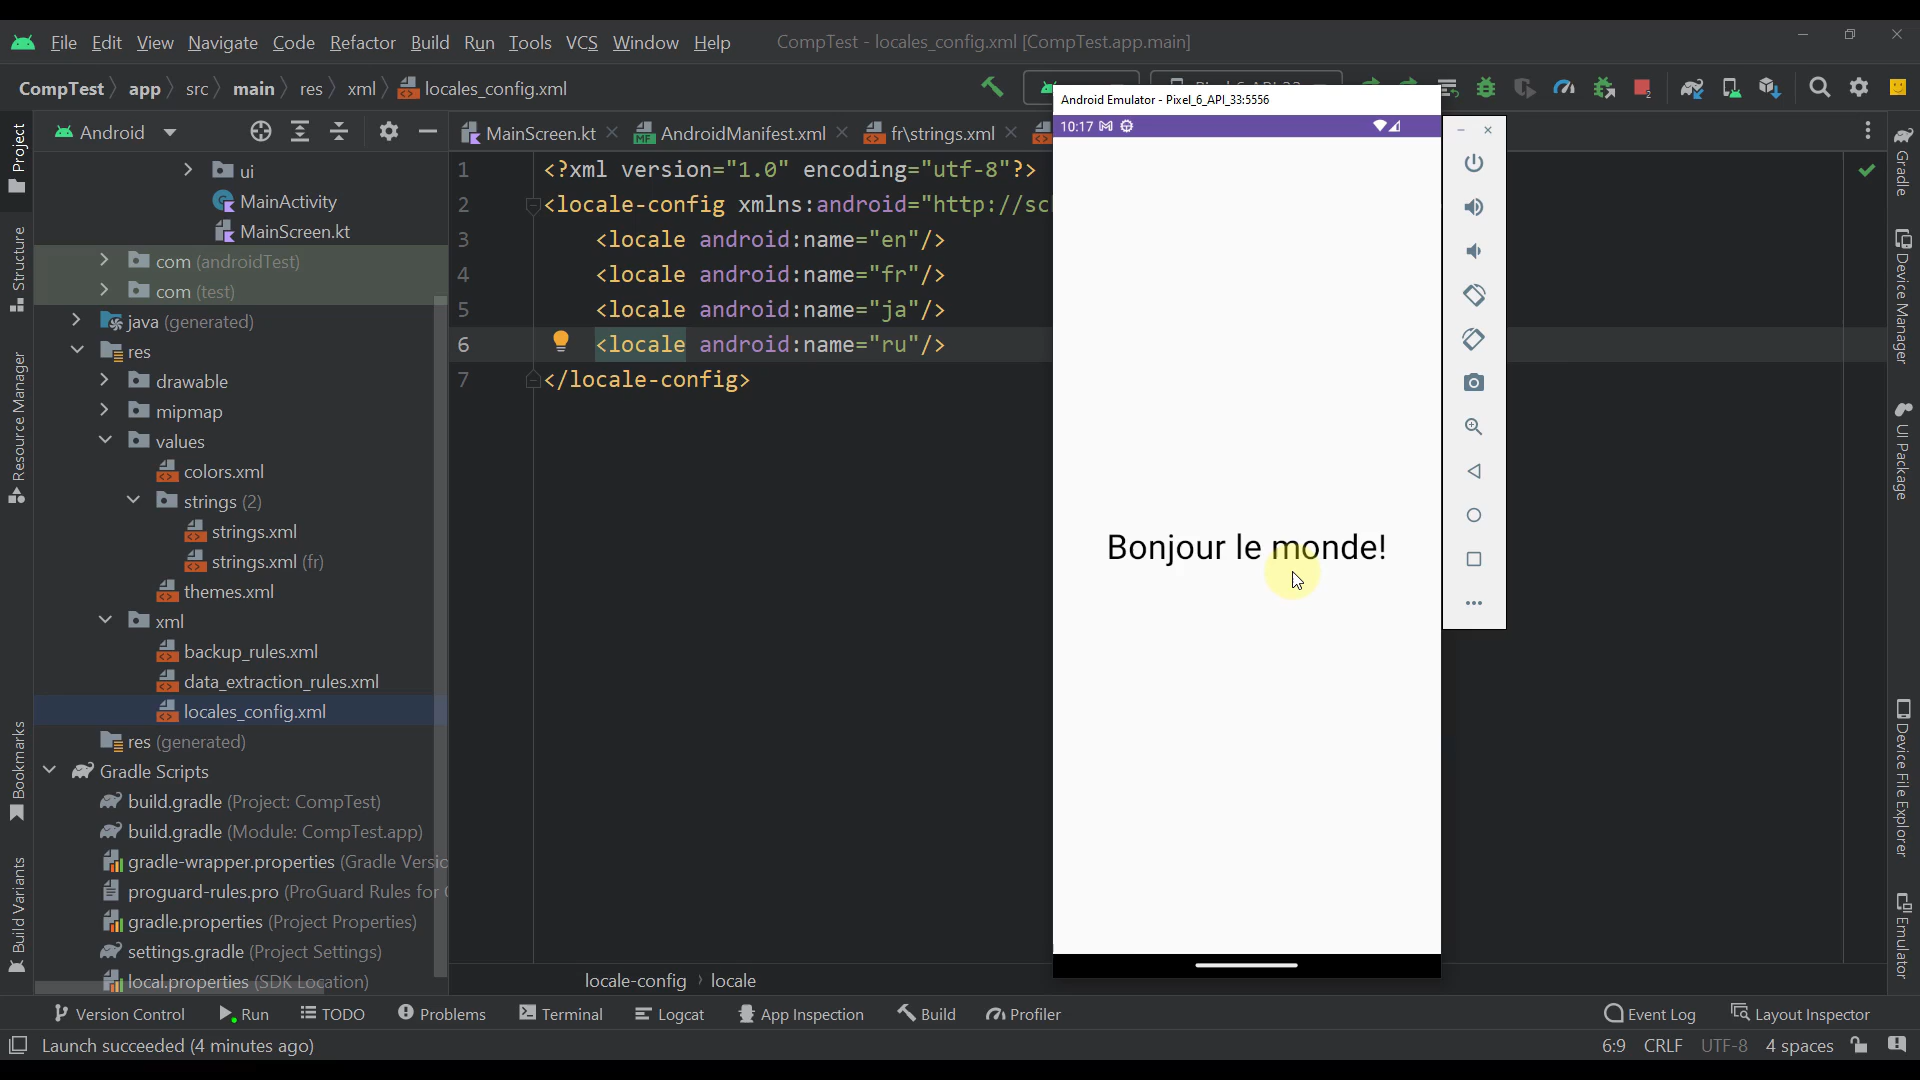 File Edit View Navigate Code Refactor Build Run Tools VCS Window Help CompTest - locales_config.xml [CompTest.app.main]
CompTest app src main res xml locales_config.xml
Android Emulator - Pixel_6_API_33:5556
10:17
Project
Android
MainScreen.kt AndroidManifest.xml fr\strings.xml
ui
MainActivity
MainScreen.kt
com (androidTest)
com (test)
java (generated)
res
drawable
mipmap
values
colors.xml
strings (2)
strings.xml
strings.xml (fr)
themes.xml
xml
backup_rules.xml
data_extraction_rules.xml
locales_config.xml
res (generated)
Gradle Scripts
build.gradle (Project: CompTest)
build.gradle (Module: CompTest.app)
gradle-wrapper.properties (Gradle
proguard-rules.pro (ProGuard Rules for
gradle.properties (Project Properties)
settings.gradle (Project Settings)
local.properties (SDK Location)
Structure
Resource Manager
Bookmarks
Build Variants
1 <?xml version="1.0" encoding="utf-8"?>
2 <locale-config xmlns:android="http://sc
3 <locale android:name="en"/>
4 <locale android:name="fr"/>
5 <locale android:name="ja"/>
6 <locale android:name="ru"/>
7 </locale-config>
Bonjour le monde!
Gradle
Device Manager
UI Package
Device File Explorer
Emulator
locale-config locale
Version Control Run TODO Problems Terminal Logcat App Inspection Build Profiler Event Log Layout Inspector
Launch succeeded (4 minutes ago) 6:9 CRLF UTF-8 4 spaces